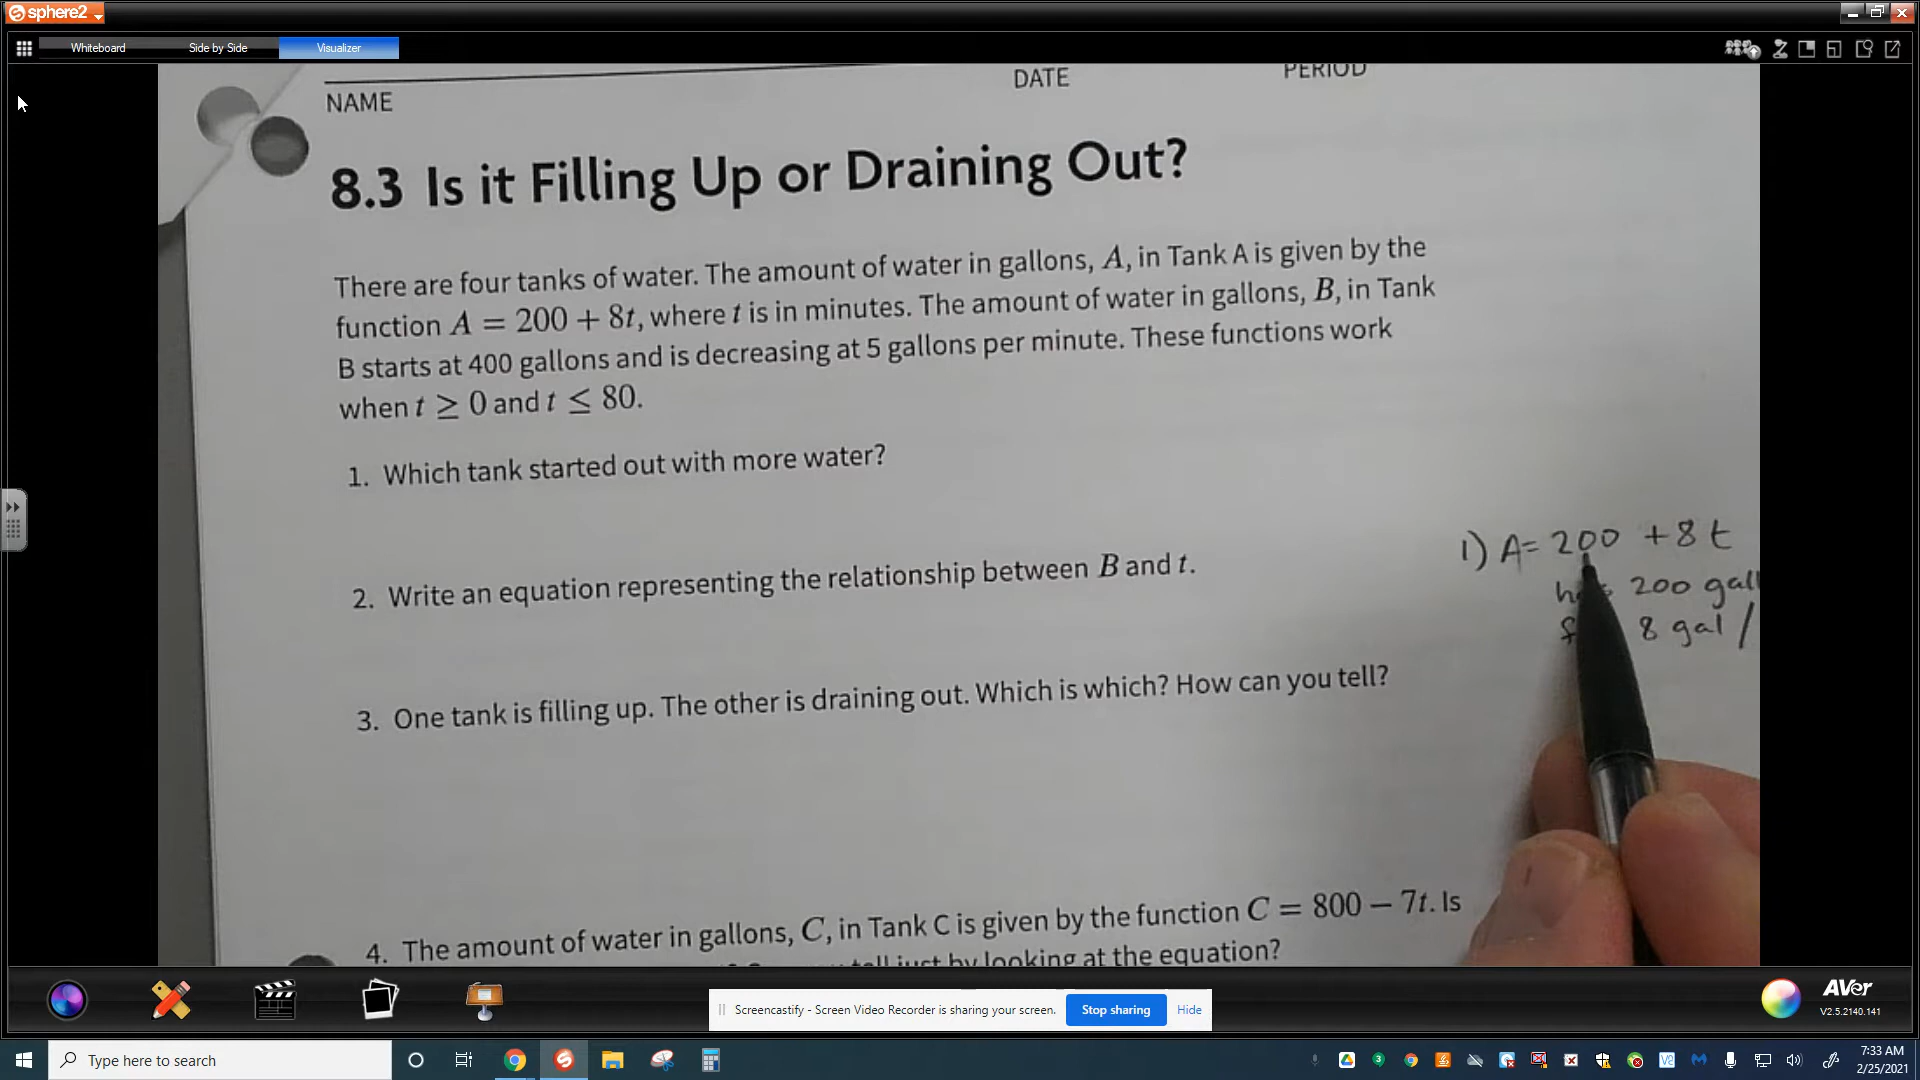 sphere2
Whiteboard Side by Side Visualizer
NAME DATE PERIOD
8.3 Is it Filling Up or Draining Out?
There are four tanks of water. The amount of water in gallons, A, in Tank A is given by the
function A = 200 + 8t, where t is in minutes. The amount of water in gallons, B, in Tank
B starts at 400 gallons and is decreasing at 5 gallons per minute. These functions work
when t ≥ 0 and t ≤ 80.
1. Which tank started out with more water?
1) A= 200 +8t
200 gall
8 gal /
2. Write an equation representing the relationship between B and t.
3. One tank is filling up. The other is draining out. Which is which? How can you tell?
4. The amount of water in gallons, C, in Tank C is given by the function C = 800 − 7t. Is
tell just by looking at the equation?
Screencastify - Screen Video Recorder is sharing your screen. Stop sharing Hide
AVer
V2.5.2140.141
Type here to search
7:33 AM
2/25/2021